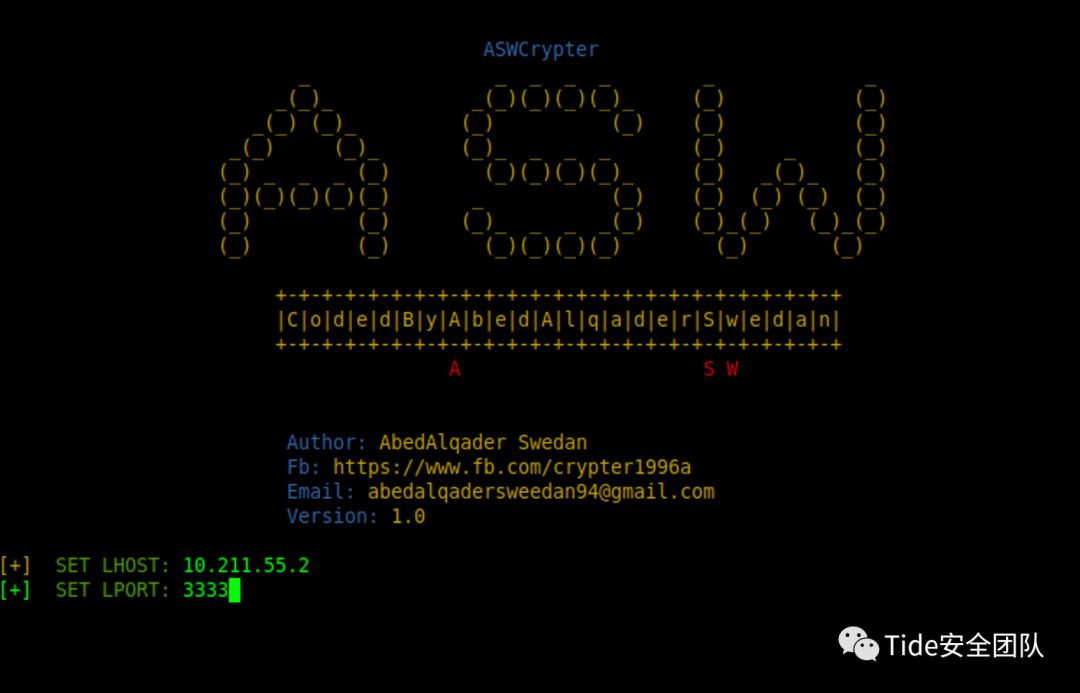 ASWCrypter
ASW
|C|o|d|e|d|B|y|A|b|e|d|A|l|q|a|d|e|r|S|w|e|d|a|n|
A S W
Author: AbedAlqader Swedan
Fb: https://www.fb.com/crypter1996a
Email: abedalqadersweedan94@gmail.com
Version: 1.0
[+] SET LHOST: 10.211.55.2
[+] SET LPORT: 3333
Tide安全团队